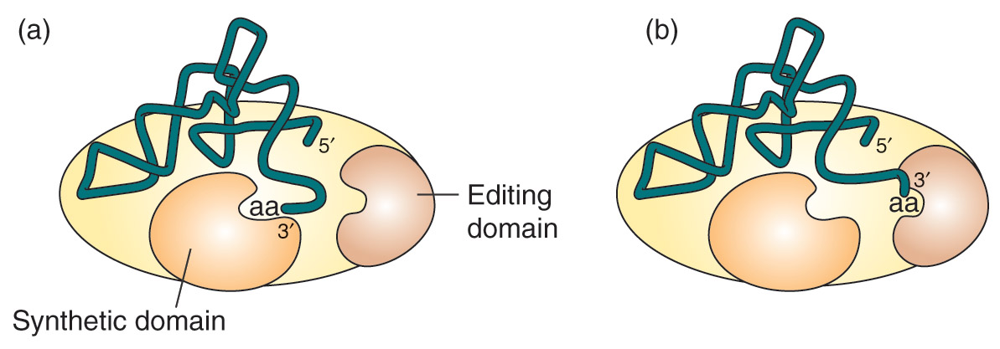 (a)
5′
aa
3′
Editing
domain
Synthetic domain
(b)
5′
3′
aa